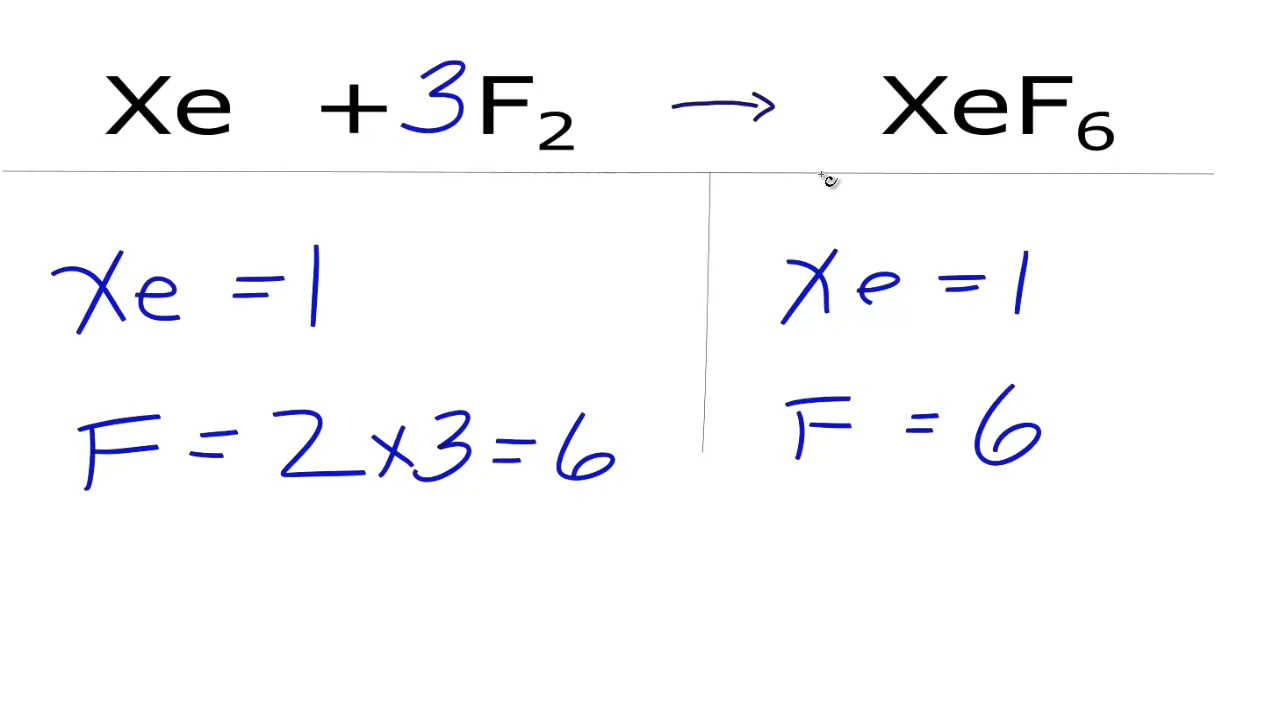 Xe + 3F₂ → XeF₆
Xe = 1
F = 2x3 = 6
Xe = 1
F = 6